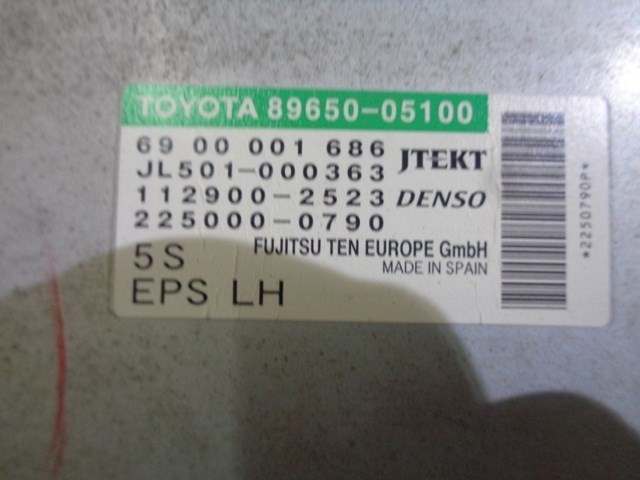 TOYOTA 89650-05100
69 00 001 686
JL501-000363 JTEKT
112900-2523 DENSO
225000-0790
5S FUJITSU TEN EUROPE GmbH
MADE IN SPAIN
EPS LH
*2250790P*